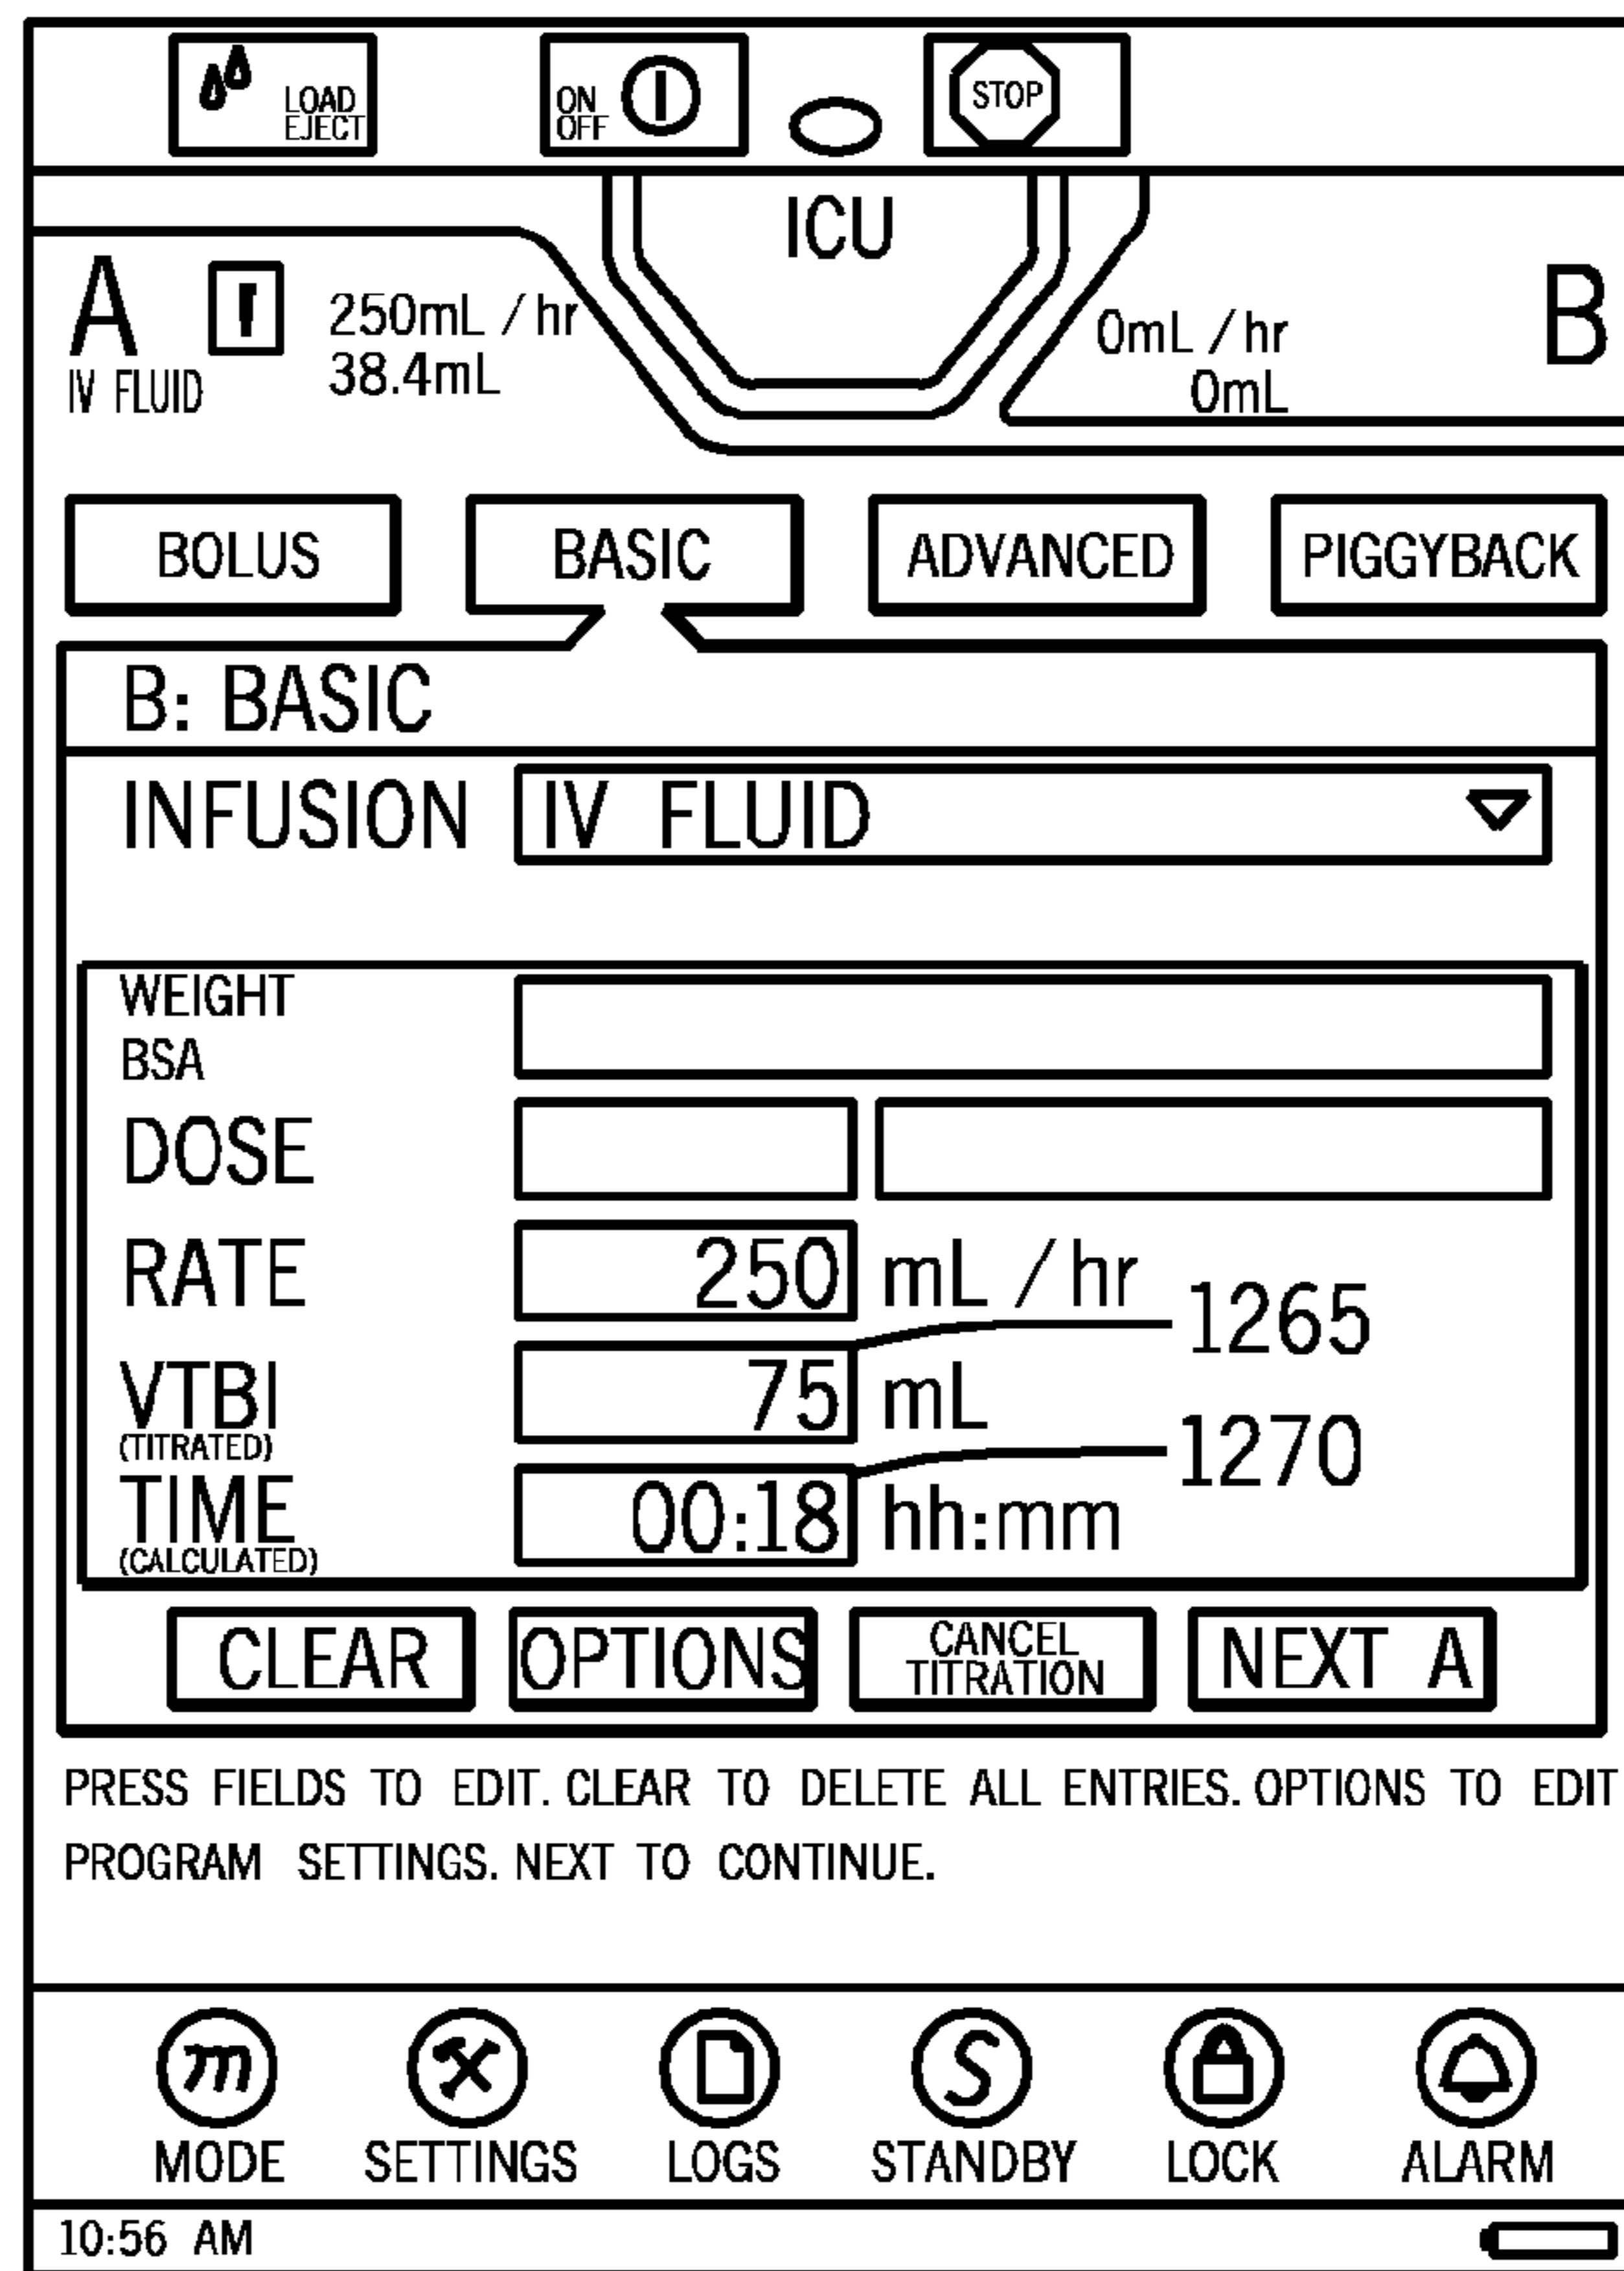 LOAD
EJECT
ON
OFF
STOP
ICU
A
IV FLUID
250mL / hr
38.4mL
0mL / hr
0mL
B
BOLUS
BASIC
ADVANCED
PIGGYBACK
B: BASIC
INFUSION IV FLUID
WEIGHT
BSA
DOSE
RATE 250 mL / hr
1265
VTBI 75 mL
(TITRATED)
1270
TIME 00:18 hh:mm
(CALCULATED)
CLEAR
OPTIONS
CANCEL
TITRATION
NEXT A
PRESS FIELDS TO EDIT. CLEAR TO DELETE ALL ENTRIES. OPTIONS TO EDIT
PROGRAM SETTINGS. NEXT TO CONTINUE.
m
S
MODE SETTINGS LOGS STANDBY LOCK ALARM
10:56 AM